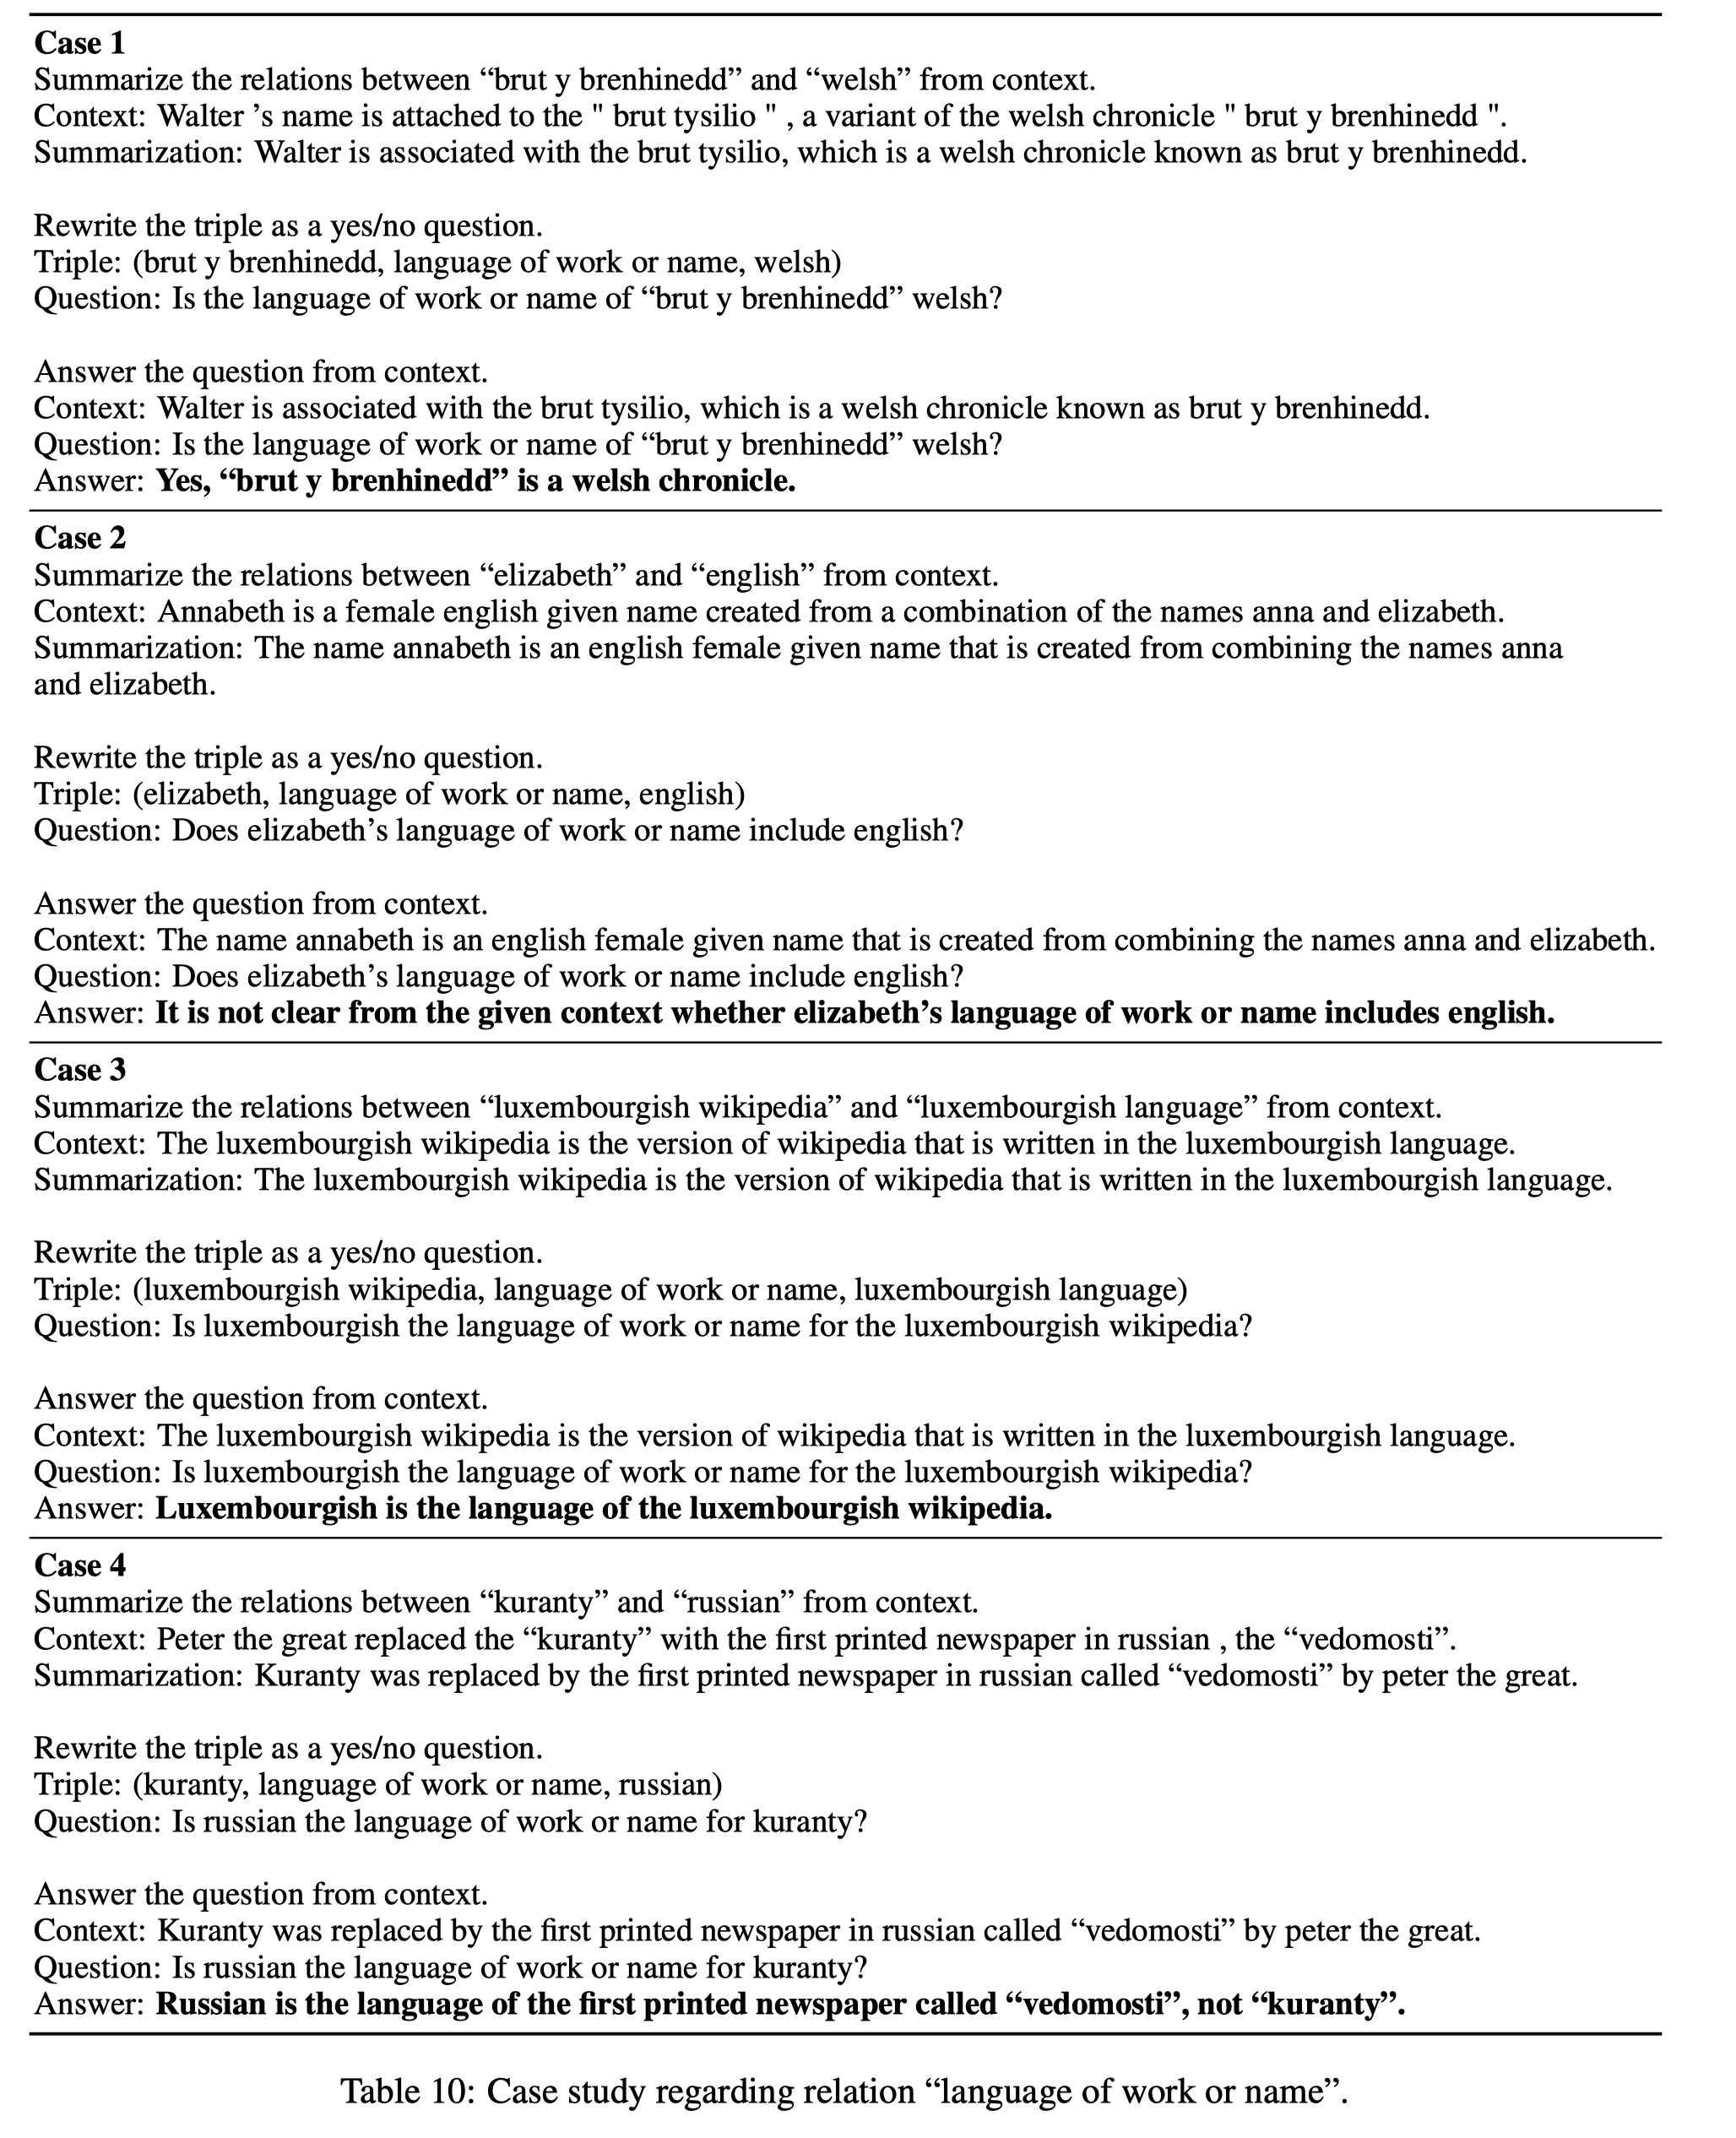 Case 1
Summarize the relations between “brut y brenhinedd” and “welsh” from context.
Context: Walter ’s name is attached to the " brut tysilio " , a variant of the welsh chronicle " brut y brenhinedd ".
Summarization: Walter is associated with the brut tysilio, which is a welsh chronicle known as brut y brenhinedd.
Rewrite the triple as a yes/no question.
Triple: (brut y brenhinedd, language of work or name, welsh)
Question: Is the language of work or name of “brut y brenhinedd” welsh?
Answer the question from context.
Context: Walter is associated with the brut tysilio, which is a welsh chronicle known as brut y brenhinedd.
Question: Is the language of work or name of “brut y brenhinedd” welsh?
Answer: Yes, “brut y brenhinedd” is a welsh chronicle.
Case 2
Summarize the relations between “elizabeth” and “english” from context.
Context: Annabeth is a female english given name created from a combination of the names anna and elizabeth.
Summarization: The name annabeth is an english female given name that is created from combining the names anna
and elizabeth.
Rewrite the triple as a yes/no question.
Triple: (elizabeth, language of work or name, english)
Question: Does elizabeth’s language of work or name include english?
Answer the question from context.
Context: The name annabeth is an english female given name that is created from combining the names anna and elizabeth.
Question: Does elizabeth’s language of work or name include english?
Answer: It is not clear from the given context whether elizabeth’s language of work or name includes english.
Case 3
Summarize the relations between “luxembourgish wikipedia” and “luxembourgish language” from context.
Context: The luxembourgish wikipedia is the version of wikipedia that is written in the luxembourgish language.
Summarization: The luxembourgish wikipedia is the version of wikipedia that is written in the luxembourgish language.
Rewrite the triple as a yes/no question.
Triple: (luxembourgish wikipedia, language of work or name, luxembourgish language)
Question: Is luxembourgish the language of work or name for the luxembourgish wikipedia?
Answer the question from context.
Context: The luxembourgish wikipedia is the version of wikipedia that is written in the luxembourgish language.
Question: Is luxembourgish the language of work or name for the luxembourgish wikipedia?
Answer: Luxembourgish is the language of the luxembourgish wikipedia.
Case 4
Summarize the relations between “kuranty” and “russian” from context.
Context: Peter the great replaced the “kuranty” with the first printed newspaper in russian , the “vedomosti”.
Summarization: Kuranty was replaced by the first printed newspaper in russian called “vedomosti” by peter the great.
Rewrite the triple as a yes/no question.
Triple: (kuranty, language of work or name, russian)
Question: Is russian the language of work or name for kuranty?
Answer the question from context.
Context: Kuranty was replaced by the first printed newspaper in russian called “vedomosti” by peter the great.
Question: Is russian the language of work or name for kuranty?
Answer: Russian is the language of the first printed newspaper called “vedomosti”, not “kuranty”.
Table 10: Case study regarding relation “language of work or name”.